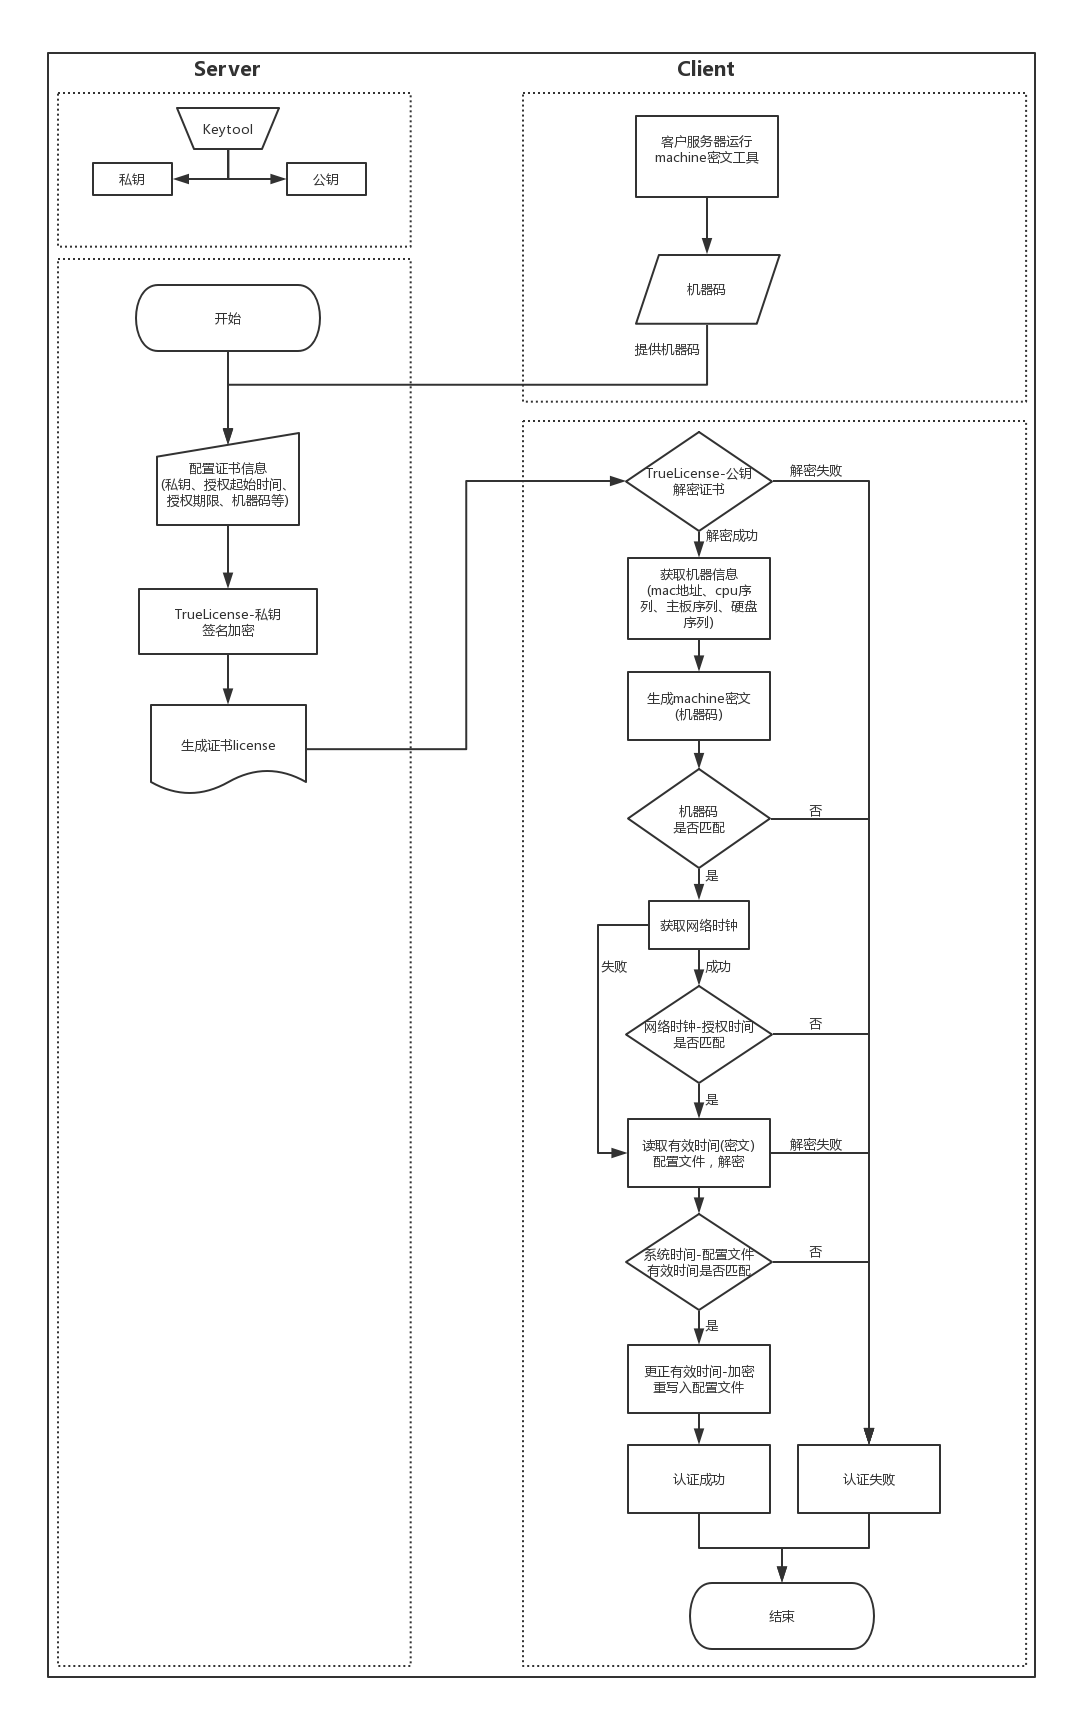 Server
Keytool
私钥
公钥
开始
配置证书信息
(私钥、授权起始时间、
授权期限、机器码等)
TrueLicense-私钥
签名加密
生成证书license
Client
客户服务器运行
machine密文工具
机器码
提供机器码
TrueLicense-公钥
解密证书
解密失败
解密成功
获取机器信息
(mac地址、cpu序
列、主板序列、硬盘
序列)
生成machine密文
(机器码)
机器码
是否匹配
否
是
获取网络时钟
失败
成功
网络时钟-授权时间
是否匹配
否
是
读取有效时间(密文)
配置文件，解密
解密失败
系统时间-配置文件
有效时间是否匹配
否
是
更正有效时间-加密
重写入配置文件
认证成功
认证失败
结束